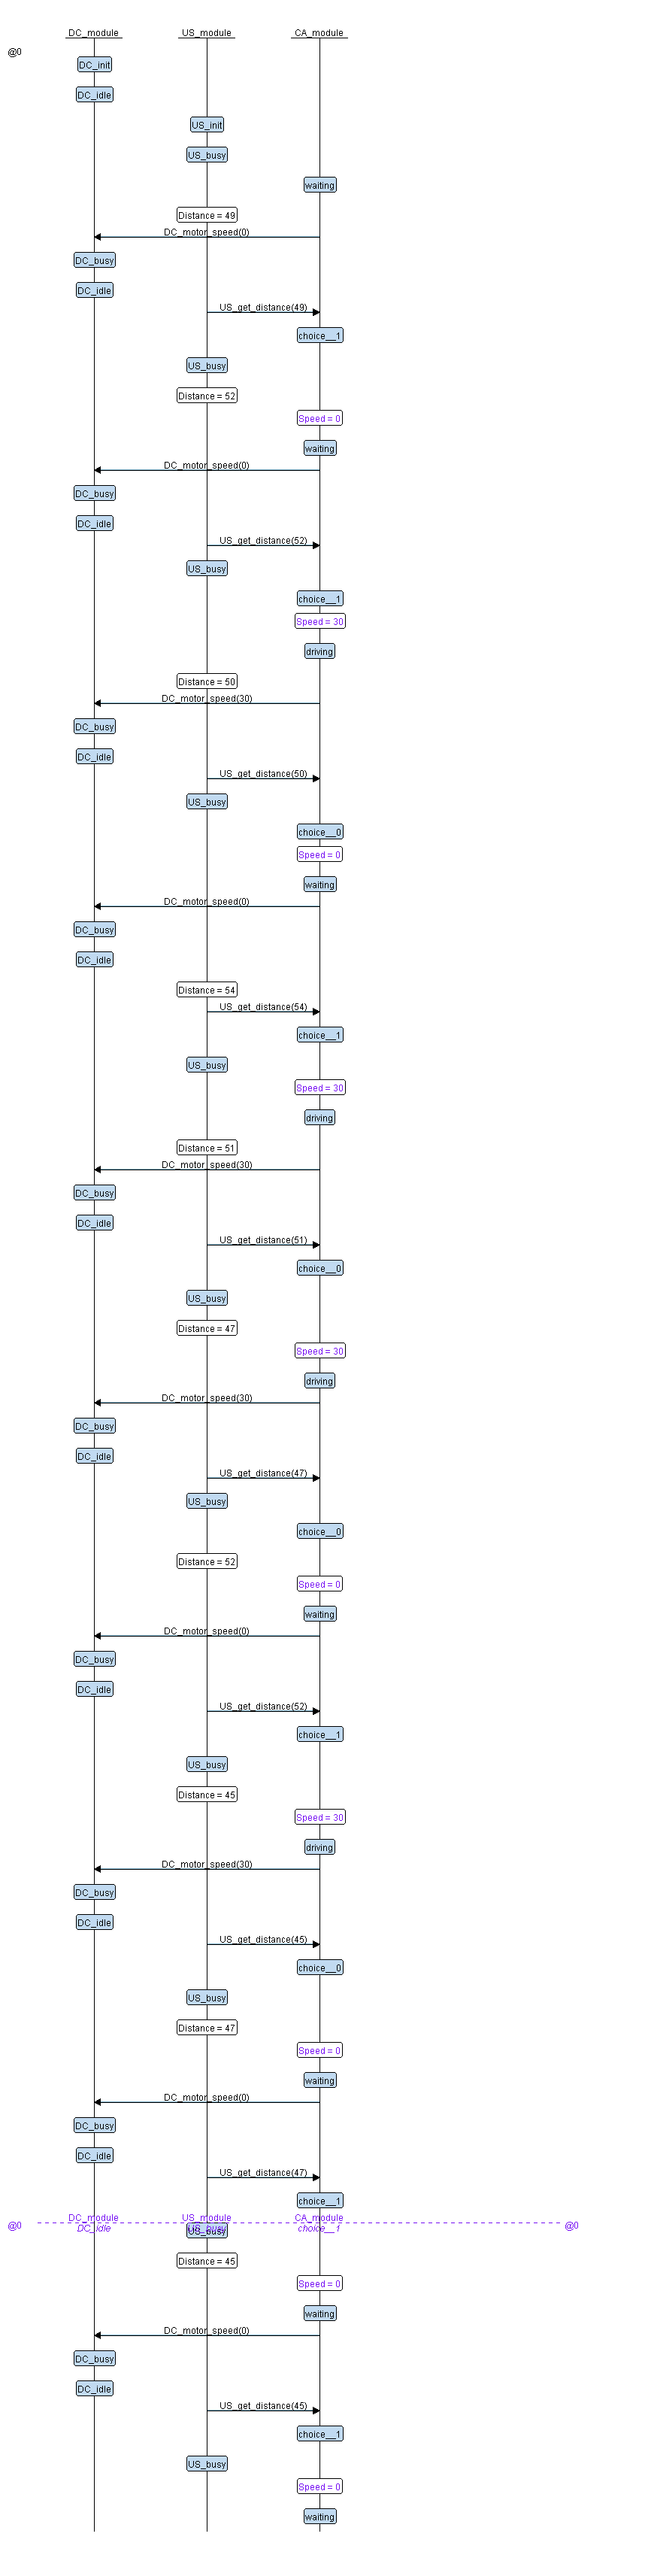 DC_module US_module CA_module
@0
DC_init
DC_idle
US_init
US_busy
waiting
Distance = 49
DC_motor_speed(0)
DC_busy
DC_idle
US_get_distance(49)
choice__1
US_busy
Distance = 52
Speed = 0
waiting
DC_motor_speed(0)
DC_busy
DC_idle
US_get_distance(52)
US_busy
choice__1
Speed = 30
driving
Distance = 50
DC_motor_speed(30)
DC_busy
DC_idle
US_get_distance(50)
US_busy
choice__0
Speed = 0
waiting
DC_motor_speed(0)
DC_busy
DC_idle
Distance = 54
US_get_distance(54)
choice__1
US_busy
Speed = 30
driving
Distance = 51
DC_motor_speed(30)
DC_busy
DC_idle
US_get_distance(51)
choice__0
US_busy
Distance = 47
Speed = 30
driving
DC_motor_speed(30)
DC_busy
DC_idle
US_get_distance(47)
US_busy
choice__0
Distance = 52
Speed = 0
waiting
DC_motor_speed(0)
DC_busy
DC_idle
US_get_distance(52)
choice__1
US_busy
Distance = 45
Speed = 30
driving
DC_motor_speed(30)
DC_busy
DC_idle
US_get_distance(45)
choice__0
US_busy
Distance = 47
Speed = 0
waiting
DC_motor_speed(0)
DC_busy
DC_idle
US_get_distance(47)
choice__1
DC_module US_module CA_module
@0 @0
DC_idle US_busy choice__1
US_busy
Distance = 45
Speed = 0
waiting
DC_motor_speed(0)
DC_busy
DC_idle
US_get_distance(45)
choice__1
US_busy
Speed = 0
waiting